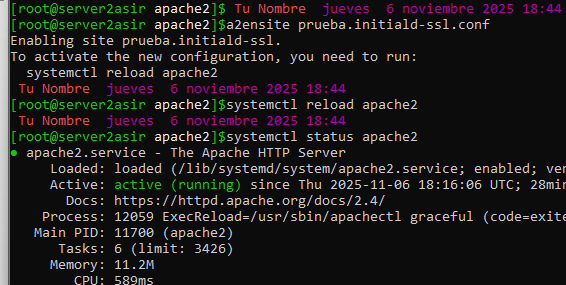 [root@server2asir apache2]$ Tu Nombre jueves 6 noviembre 2025 18:44
[root@server2asir apache2]$a2ensite prueba.initiald-ssl.conf
Enabling site prueba.initiald-ssl.
To activate the new configuration, you need to run:
systemctl reload apache2
Tu Nombre jueves 6 noviembre 2025 18:44
[root@server2asir apache2]$systemctl reload apache2
Tu Nombre jueves 6 noviembre 2025 18:44
[root@server2asir apache2]$systemctl status apache2
● apache2.service - The Apache HTTP Server
Loaded: loaded (/lib/systemd/system/apache2.service; enabled; ven
Active: active (running) since Thu 2025-11-06 18:16:06 UTC; 28min
Docs: https://httpd.apache.org/docs/2.4/
Process: 12059 ExecReload=/usr/sbin/apachectl graceful (code=exite
Main PID: 11700 (apache2)
Tasks: 6 (limit: 3426)
Memory: 11.2M
CPU: 589ms